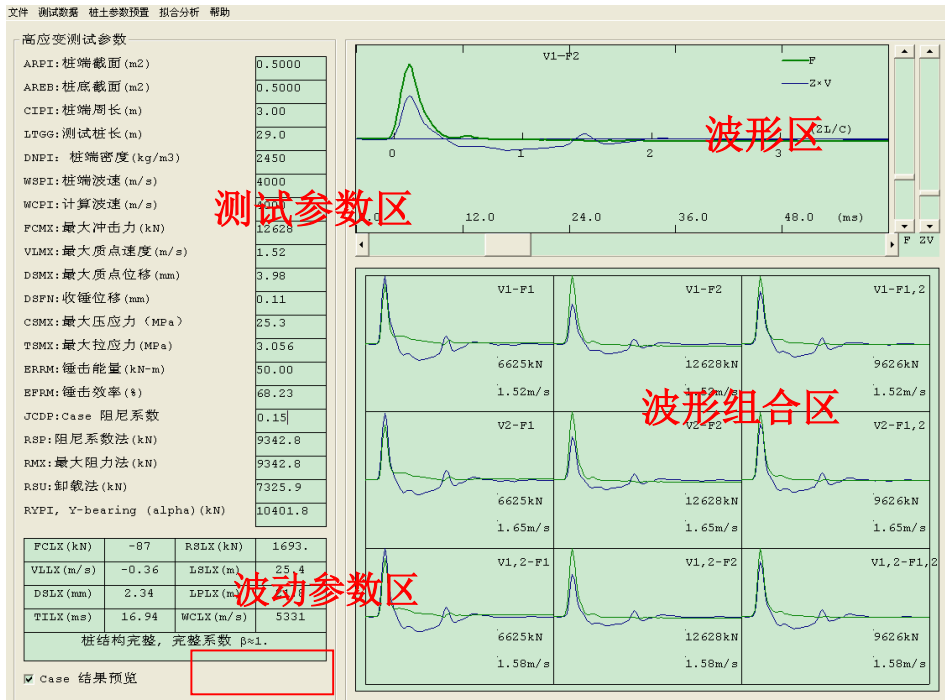 文件 测试数据 桩土参数预置 拟合分析 帮助
高应变测试参数
ARPI:桩端截面(m2) 0.5000
AREB:桩底截面(m2) 0.5000
CIPI:桩端周长(m) 3.00
LTGG:测试桩长(m) 29.0
DNPI: 桩端密度(kg/m3) 2450
WSPI:桩端波速(m/s) 4000
WCPI:计算波速(m/s)
FCMX:最大冲击力(kN) 12628
VLMX:最大质点速度(m/s) 1.52
DSMX:最大质点位移(mm) 3.98
DSFN:收锤位移(mm) 0.11
CSMX:最大压应力 (MPa) 25.3
TSMX:最大拉应力(MPa) 3.056
ERRM:锤击能量(kN-m) 50.00
EFRM:锤击效率(%) 68.23
JCDP:Case 阻尼系数 0.15
RSP:阻尼系数法(kN) 9342.8
RMX:最大阻力法(kN) 9342.8
RSU:卸载法(kN) 7325.9
RYPI, Y-bearing (alpha)(kN) 10401.8
测试参数区
FCLX(kN) -87 RSLX(kN) 1693.
VLLX(m/s) -0.36 LSLX(m) 25.4
DSLX(mm) 2.34 LPLX(m)
TILX(ms) 16.94 WCLX(m/s) 5331
波动参数区
桩结构完整, 完整系数 β≈1.
Case 结果预览
V1-F2
F
Z×V
(ZL/C)
0 1 2 3
波形区
12.0 24.0 36.0 48.0 (ms)
F ZV
V1-F1 V1-F2 V1-F1,2
6625kN 12628kN 9626kN
1.52m/s 1.52m/s 1.52m/s
波形组合区
V2-F1 V2-F2 V2-F1,2
6625kN 12628kN 9626kN
1.65m/s 1.65m/s 1.65m/s
V1,2-F1 V1,2-F2 V1,2-F1,2
6625kN 12628kN 9626kN
1.58m/s 1.58m/s 1.58m/s